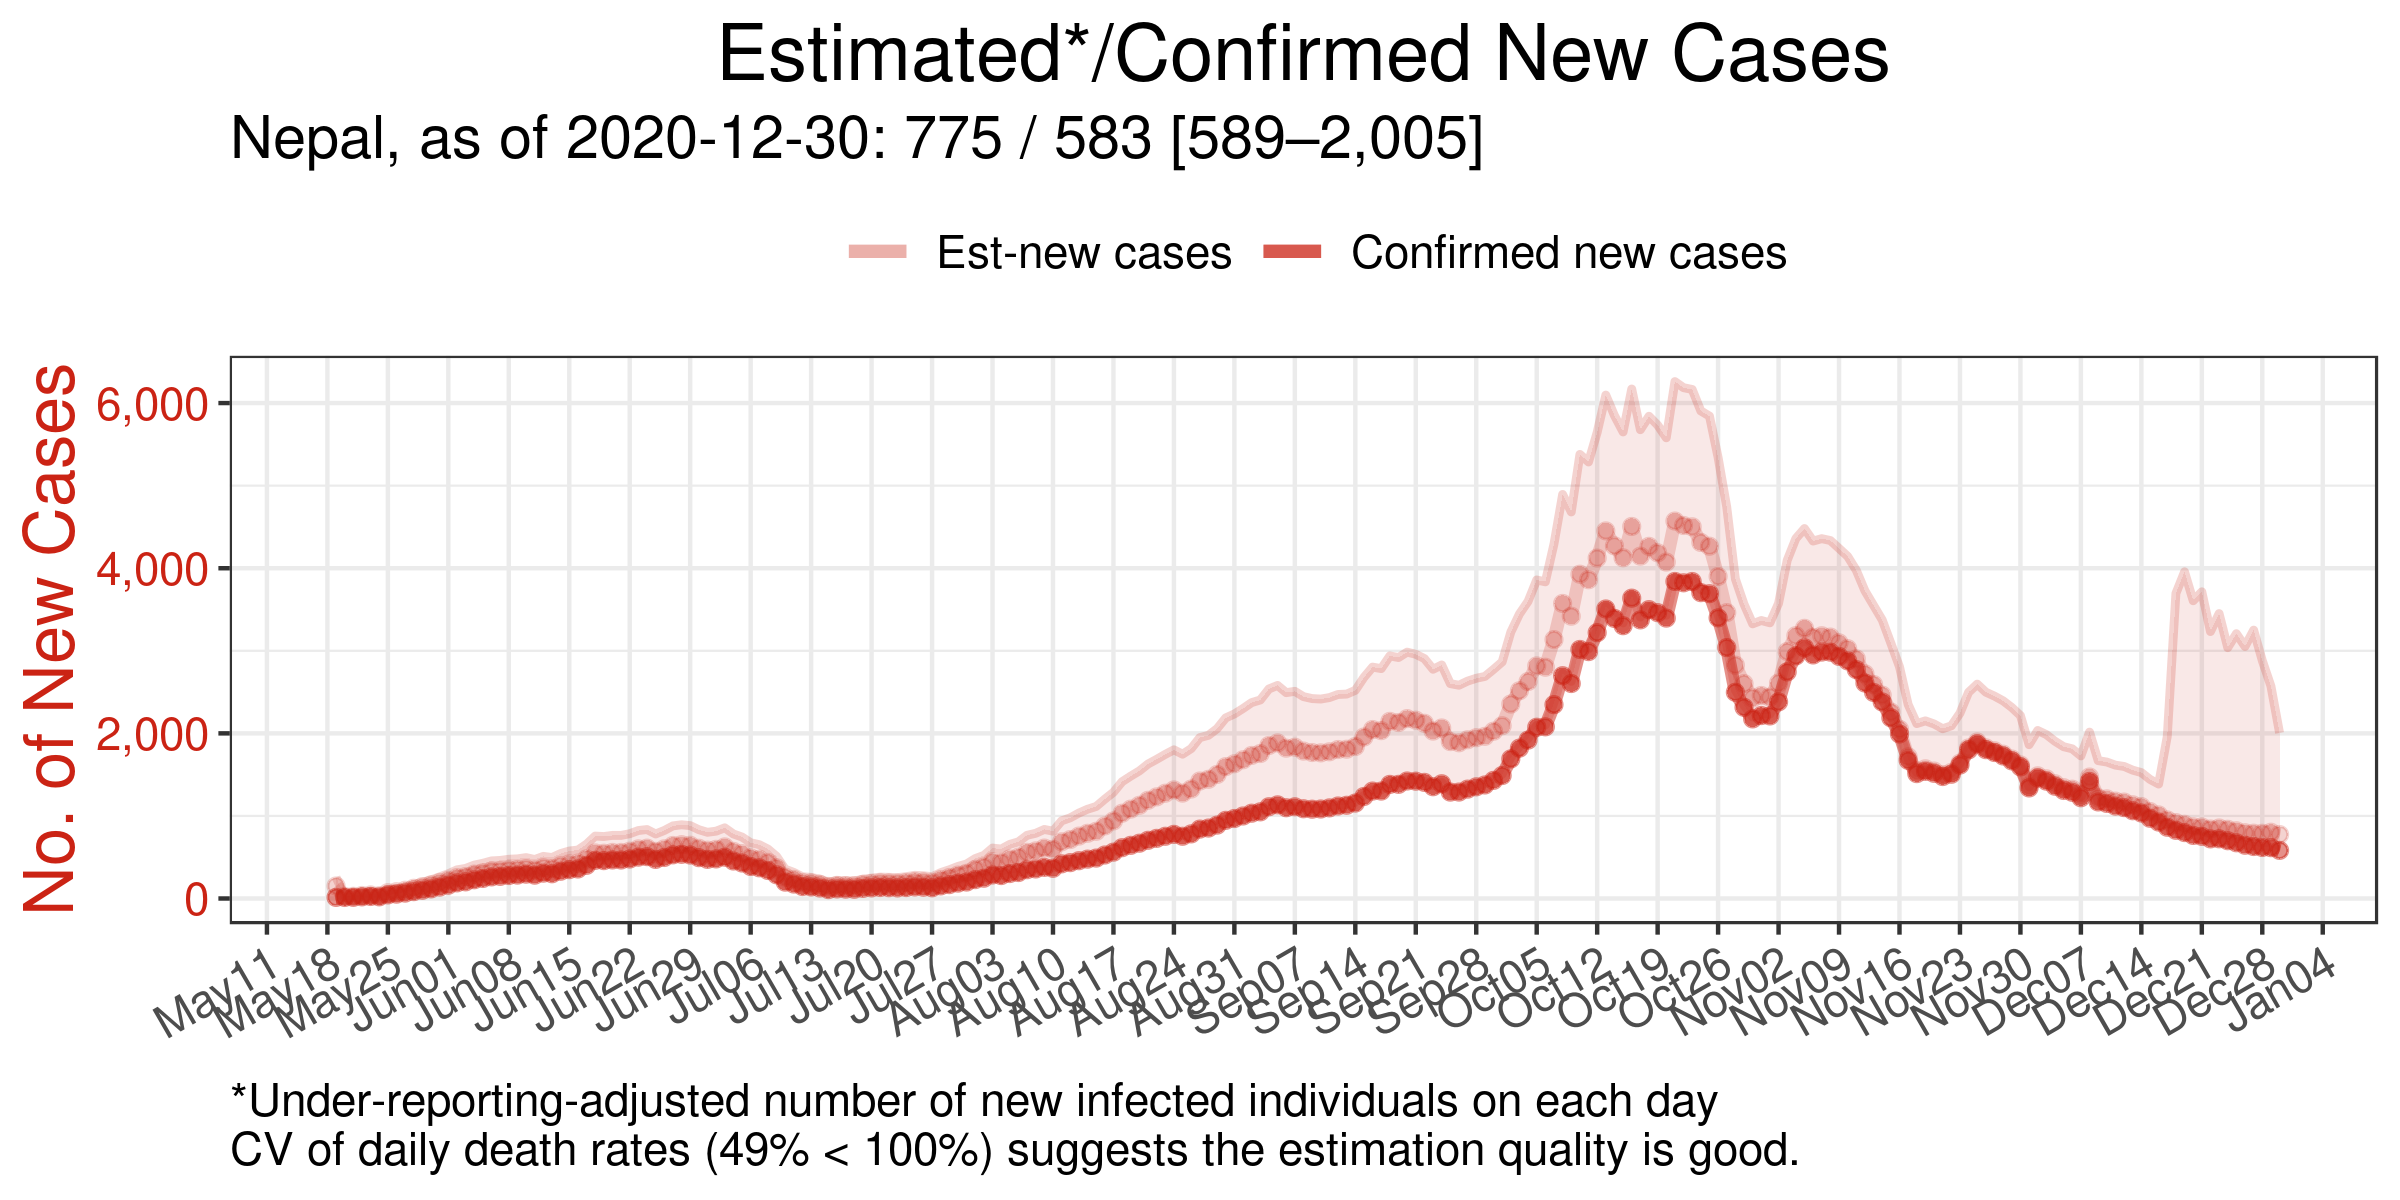 Estimated*/Confirmed New Cases
Nepal, as of 2020-12-30: 775 / 583 [589–2,005]
Est-new cases
Confirmed new cases
No. of New Cases
6,000
4,000
2,000
0
May11
May18
May25
Jun01
Jun08
Jun15
Jun22
Jun29
Jul06
Jul13
Jul20
Jul27
Aug03
Aug10
Aug17
Aug24
Aug31
Sep07
Sep14
Sep21
Sep28
Oct05
Oct12
Oct19
Oct26
Nov02
Nov09
Nov16
Nov23
Nov30
Dec07
Dec14
Dec21
Dec28
Jan04
*Under-reporting-adjusted number of new infected individuals on each day
CV of daily death rates (49% < 100%) suggests the estimation quality is good.